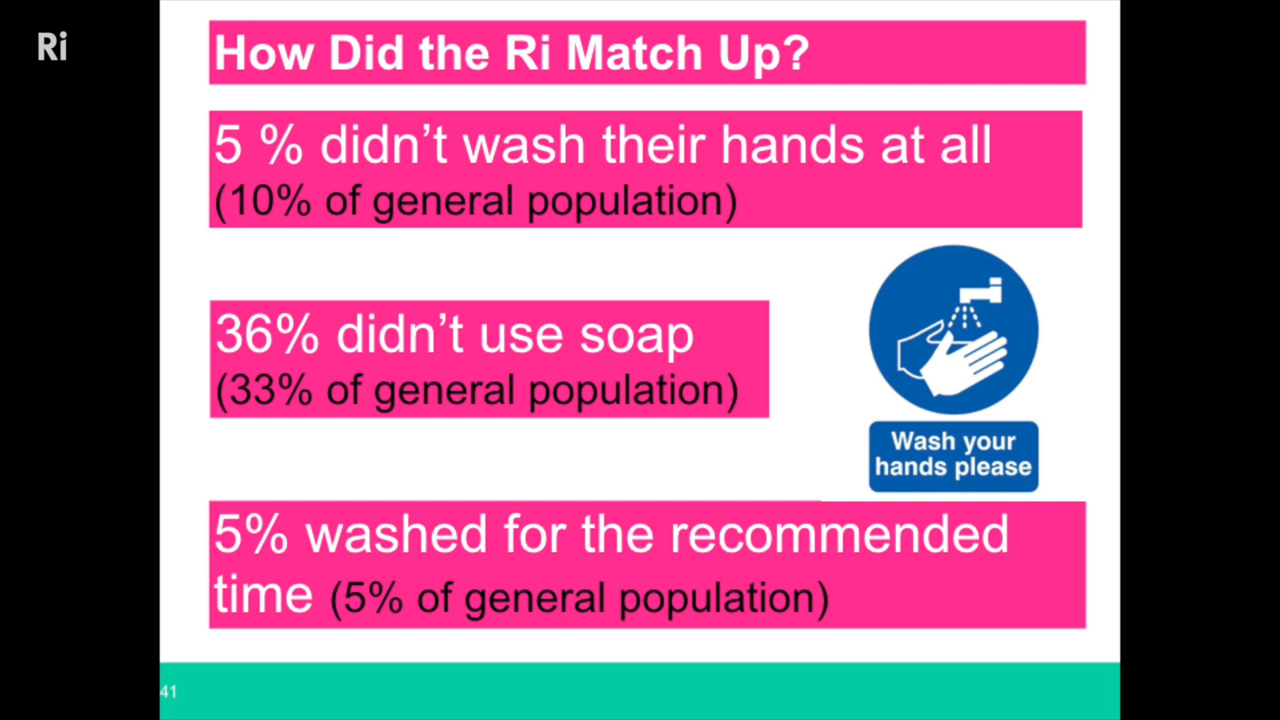 Ri
How Did the Ri Match Up?
5 % didn’t wash their hands at all
(10% of general population)
36% didn’t use soap
(33% of general population)
Wash your
hands please
5% washed for the recommended
time (5% of general population)
41